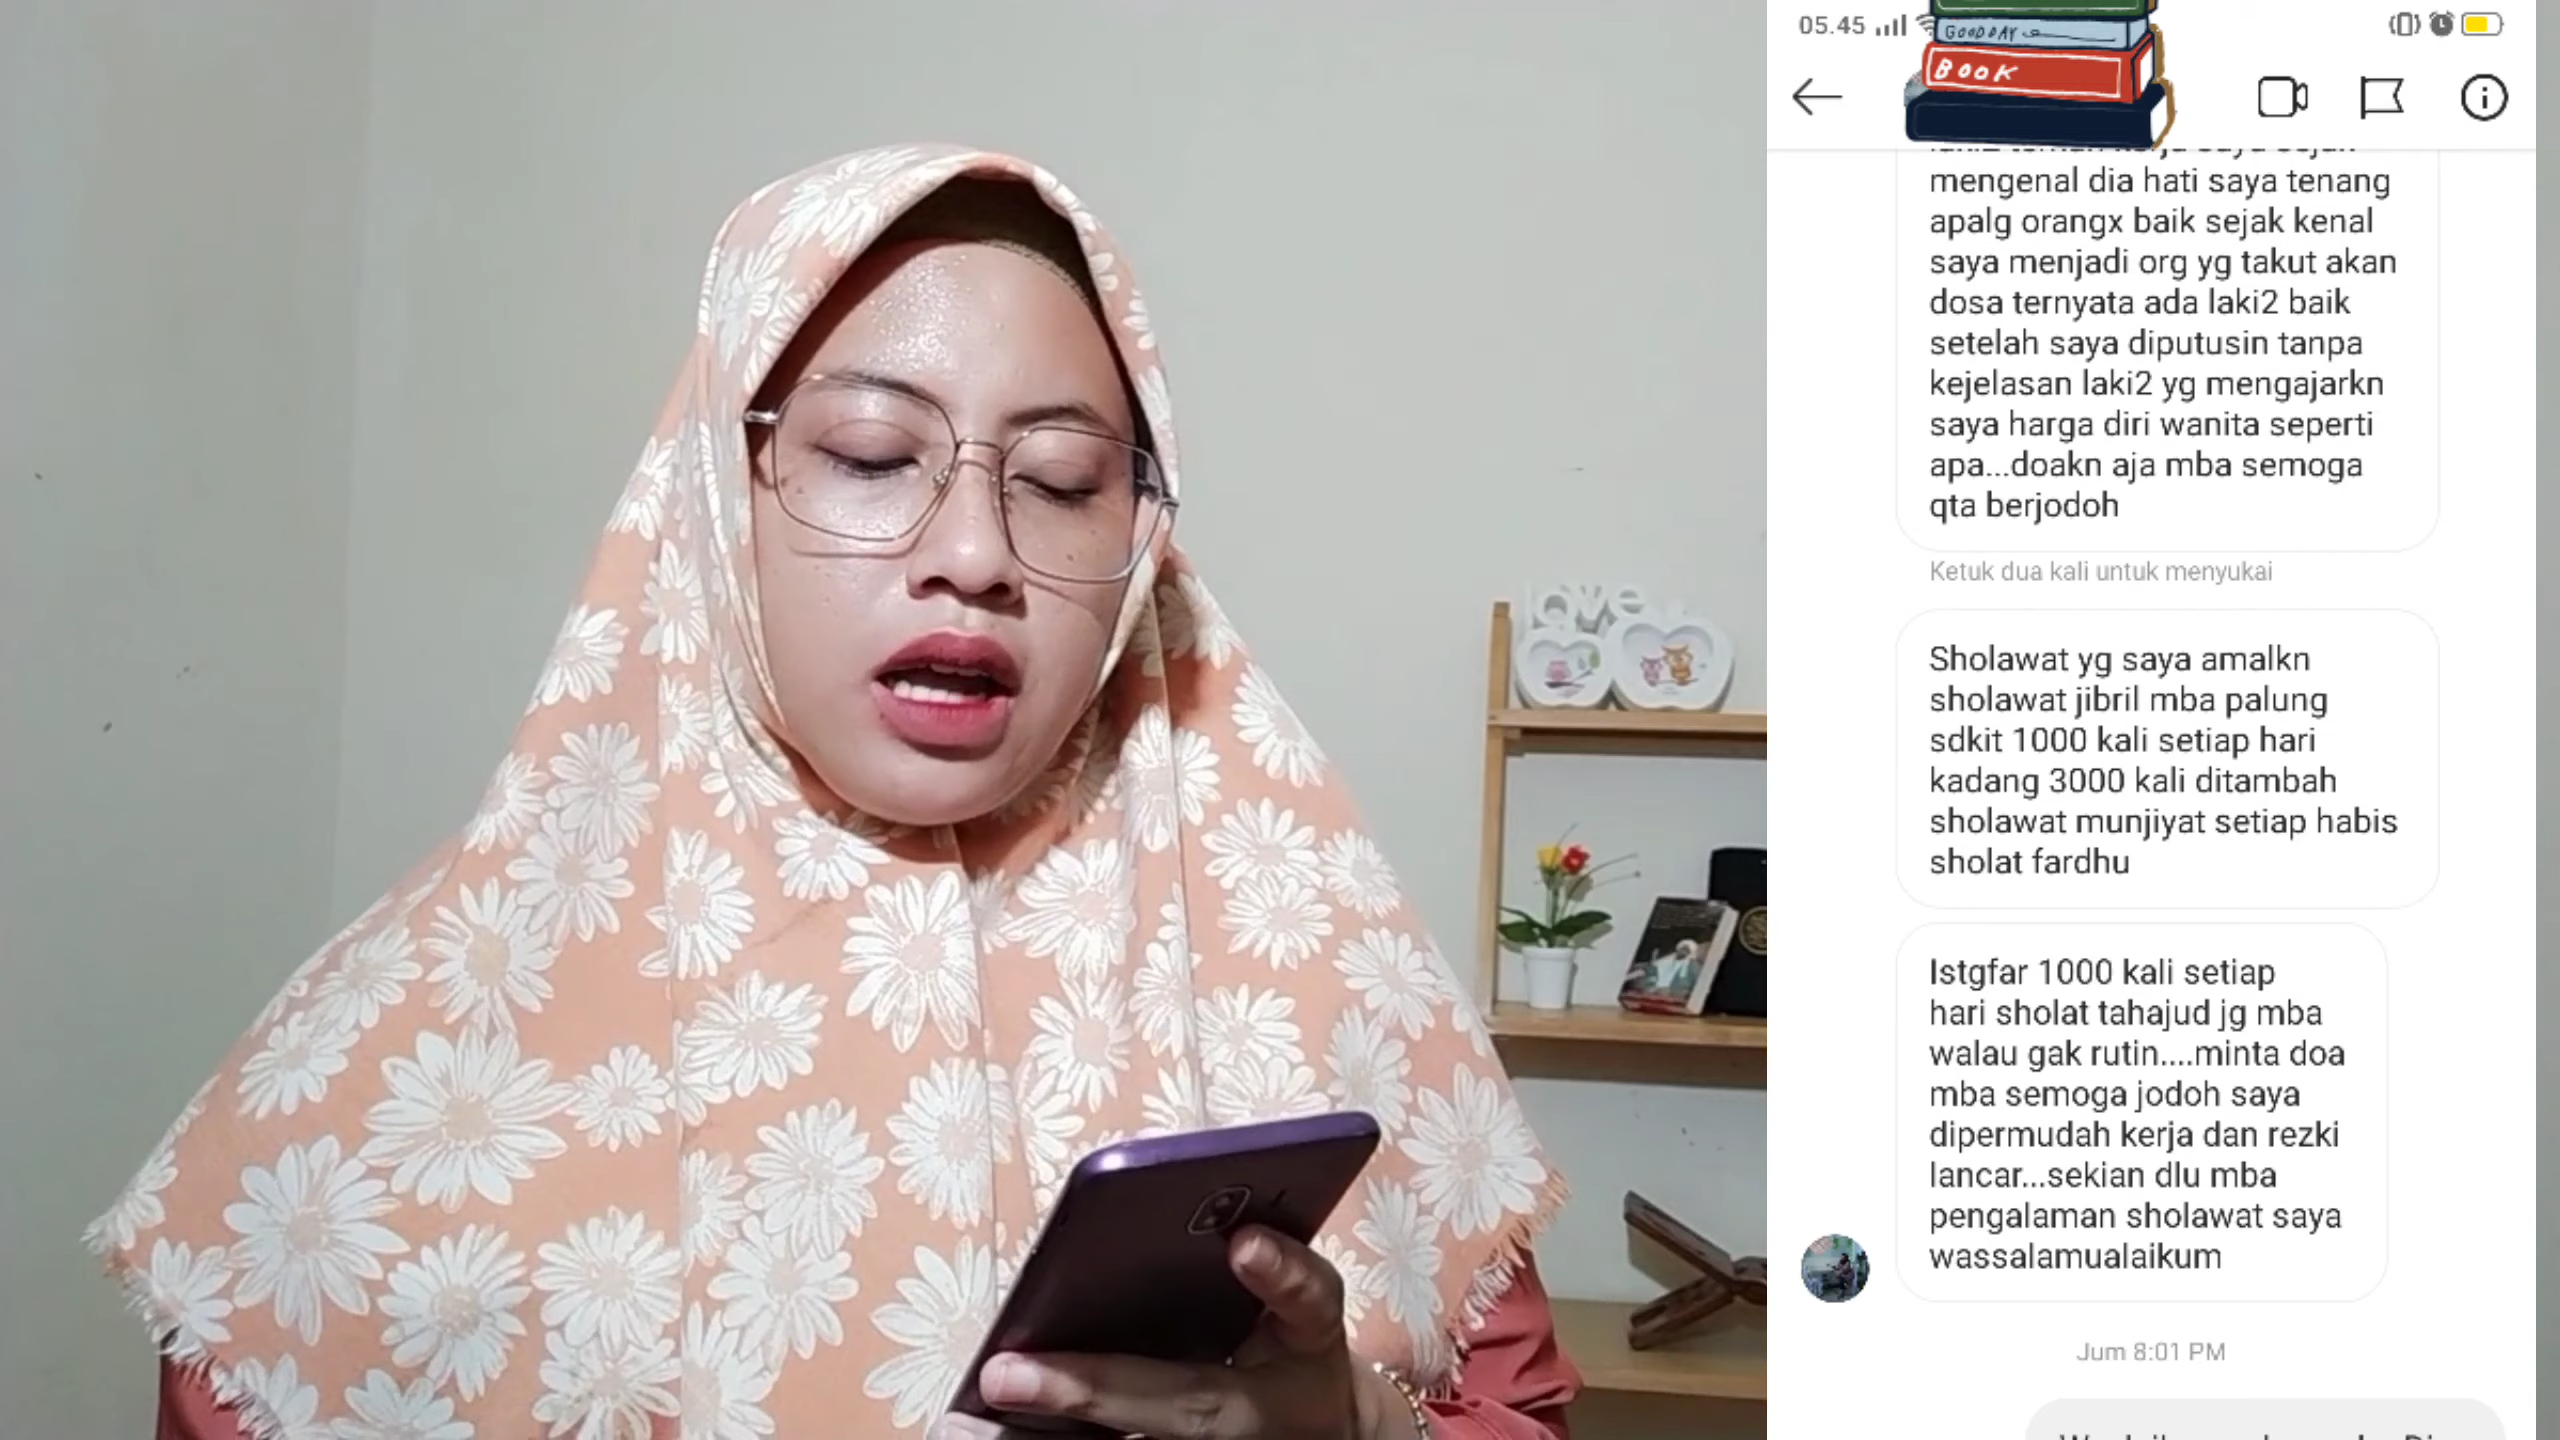 05.45
GOOD DAY
BOOK
mengenal dia hati saya tenang
apalg orangx baik sejak kenal
saya menjadi org yg takut akan
dosa ternyata ada laki2 baik
setelah saya diputusin tanpa
kejelasan laki2 yg mengajarkn
saya harga diri wanita seperti
apa...doakn aja mba semoga
qta berjodoh
Ketuk dua kali untuk menyukai
Sholawat yg saya amalkn
sholawat jibril mba palung
sdkit 1000 kali setiap hari
kadang 3000 kali ditambah
sholawat munjiyat setiap habis
sholat fardhu
Istgfar 1000 kali setiap
hari sholat tahajud jg mba
walau gak rutin....minta doa
mba semoga jodoh saya
dipermudah kerja dan rezki
lancar...sekian dlu mba
pengalaman sholawat saya
wassalamualaikum
Jum 8:01 PM
love